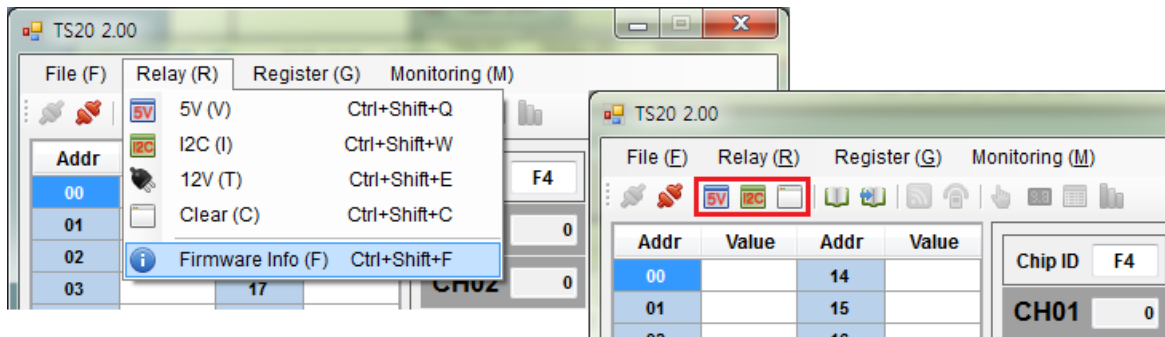 TS20 2.00
File (F) Relay (R) Register (G) Monitoring (M)
5V 5V (V) Ctrl+Shift+Q
I2C I2C (I) Ctrl+Shift+W
12V (T) Ctrl+Shift+E
Clear (C) Ctrl+Shift+C
Firmware Info (F) Ctrl+Shift+F
Addr
00
01
02
03 17
F4
0
CH02 0
TS20 2.00
File (F) Relay (R) Register (G) Monitoring (M)
5V I2C 8.8
Addr Value Addr Value
00 14
01 15
Chip ID F4
CH01 0